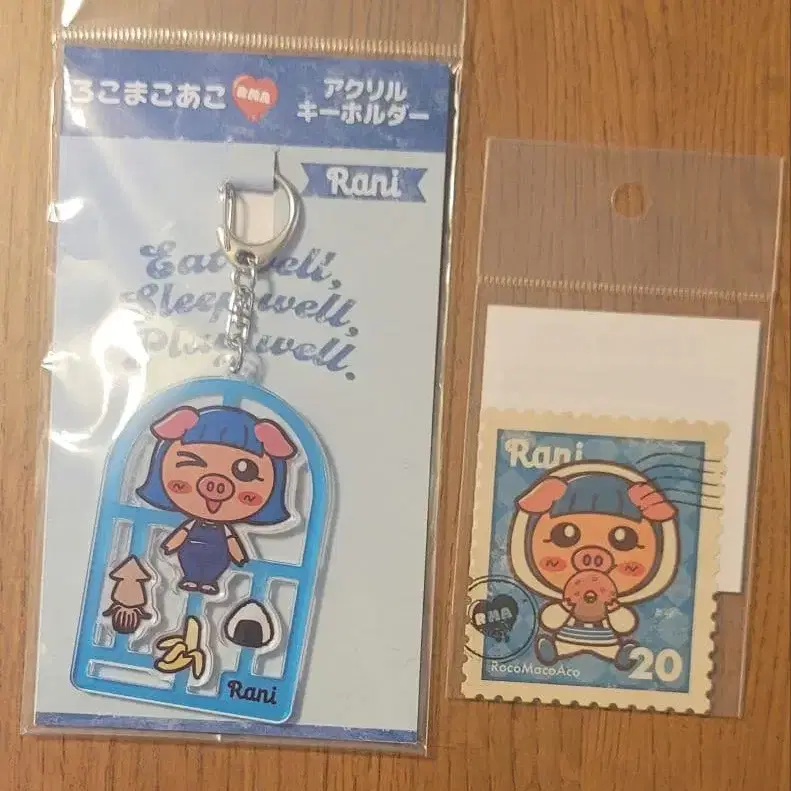 ろこまこあこ
RMA
アクリル
キーホルダー
Rani
Eat well,
Sleep well,
Play well.
Rani
Rani
RMA
RocoMacoAco
20